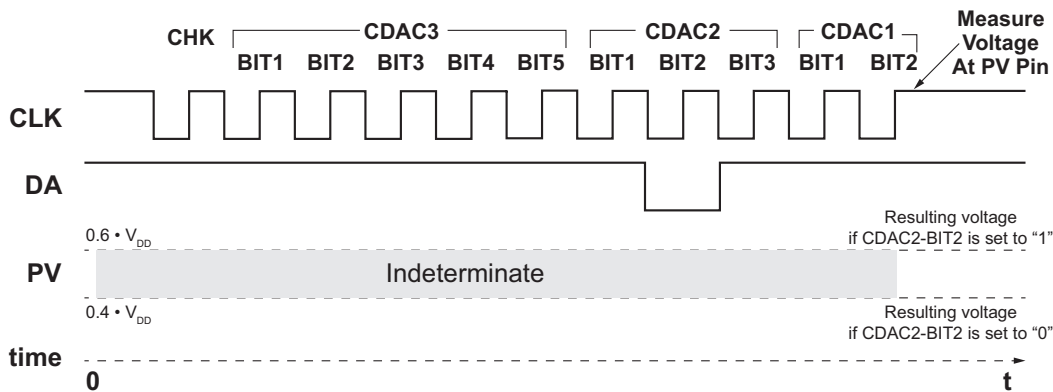 CHK CDAC3 CDAC2 CDAC1 Measure Voltage At PV Pin
BIT1 BIT2 BIT3 BIT4 BIT5 BIT1 BIT2 BIT3 BIT1 BIT2
CLK
DA
0.6 • VDD
Resulting voltage
if CDAC2-BIT2 is set to “1”
PV
Indeterminate
0.4 • VDD
Resulting voltage
if CDAC2-BIT2 is set to “0”
time
0 t